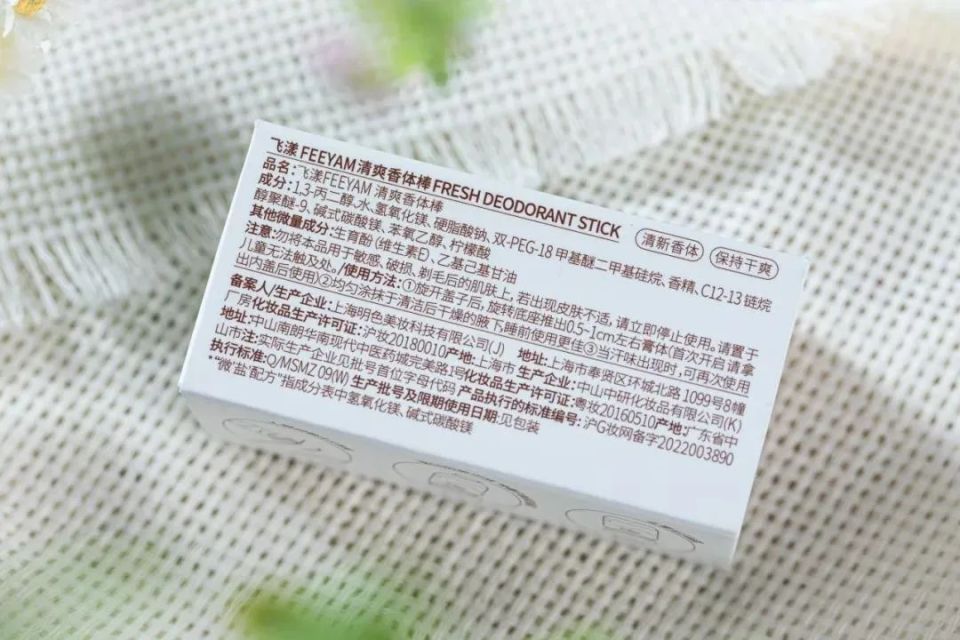 飞漾FEEYAM清爽香体棒FRESH DEODORANT STICK 清新香体 保持干爽
品名:飞漾FEEYAM 清爽香体棒
成分:1,3-丙二醇、水、氢氧化镁、硬脂酸钠、双-PEG-18 甲基醚二甲基硅烷、香精、C12-13 链烷
醇聚醚-9、碱式碳酸镁、苯氧乙醇、柠檬酸
其他微量成分:生育酚(维生素E)、乙基己基甘油
注意:勿将本品用于敏感、破损、剃毛后的肌肤上,若出现皮肤不适,请立即停止使用。请置于
儿童无法触及处。/使用方法:①旋开盖子后,旋转底座推出0.5~1cm左右膏体(首次开启请拿
出内盖后使用)②均匀涂抹于清洁后干燥的腋下睡前使用更佳③当汗味出现时,可再次使用
备案人/生产企业:上海明色美妆科技有限公司(J) 地址:上海市奉贤区环城北路 1099号8幢
厂房化妆品生产许可证:沪妆20180010产地:上海市 生产企业:中山中研化妆品有限公司(K)
地址:中山南朗华南现代中医药城完美路1号化妆品生产许可证:粤妆20160510产地:广东省中
山市注:实际生产企业见批号首位字母代码 产品执行的标准编号:沪G妆网备字2022003890
执行标准:Q/MSMZ 09(W) 生产批号及限期使用日期:见包装
*“微盐配方”指成分表中氢氧化镁、碱式碳酸镁